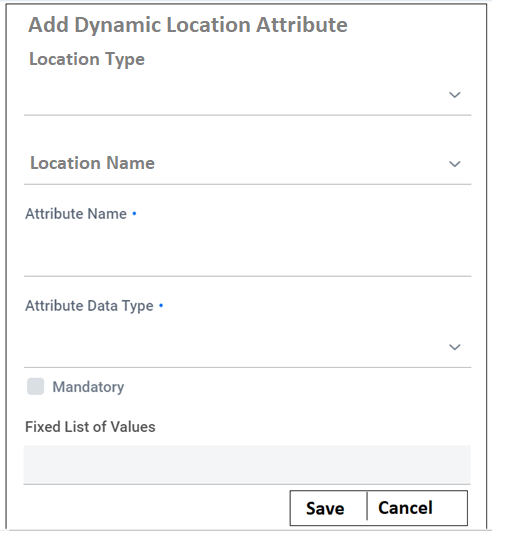 Add Dynamic Location Attribute
Location Type
Location Name
Attribute Name •
Attribute Data Type •
Mandatory
Fixed List of Values
Save Cancel